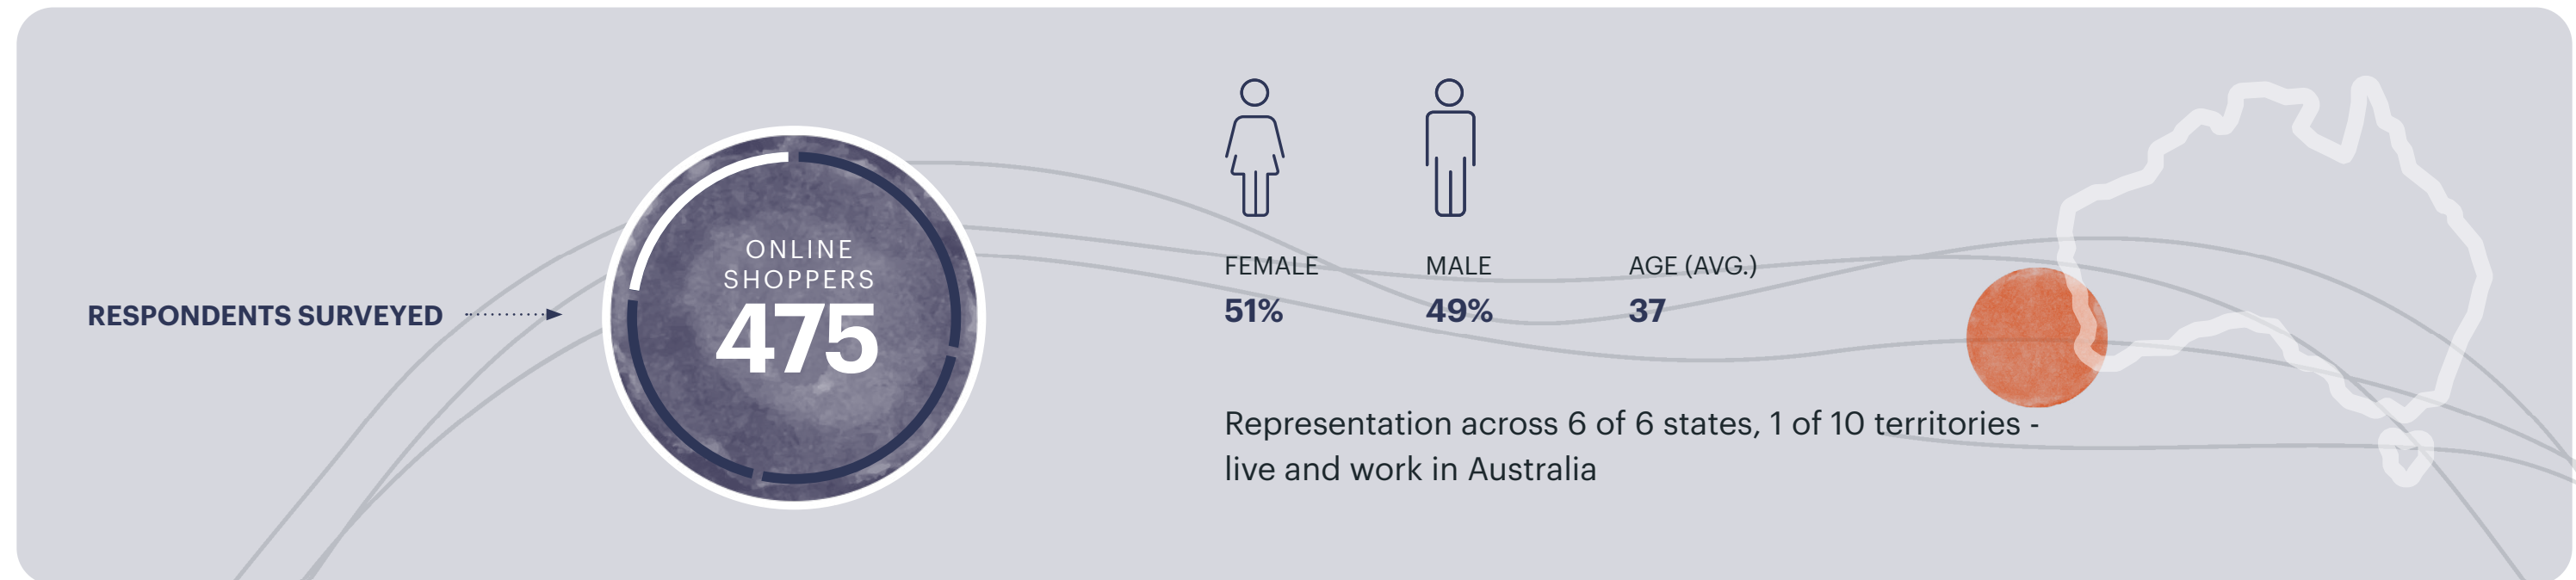 RESPONDENTS SURVEYED
ONLINE
SHOPPERS
475
FEMALE
51%
MALE
49%
AGE (AVG.)
37
Representation across 6 of 6 states, 1 of 10 territories -
live and work in Australia